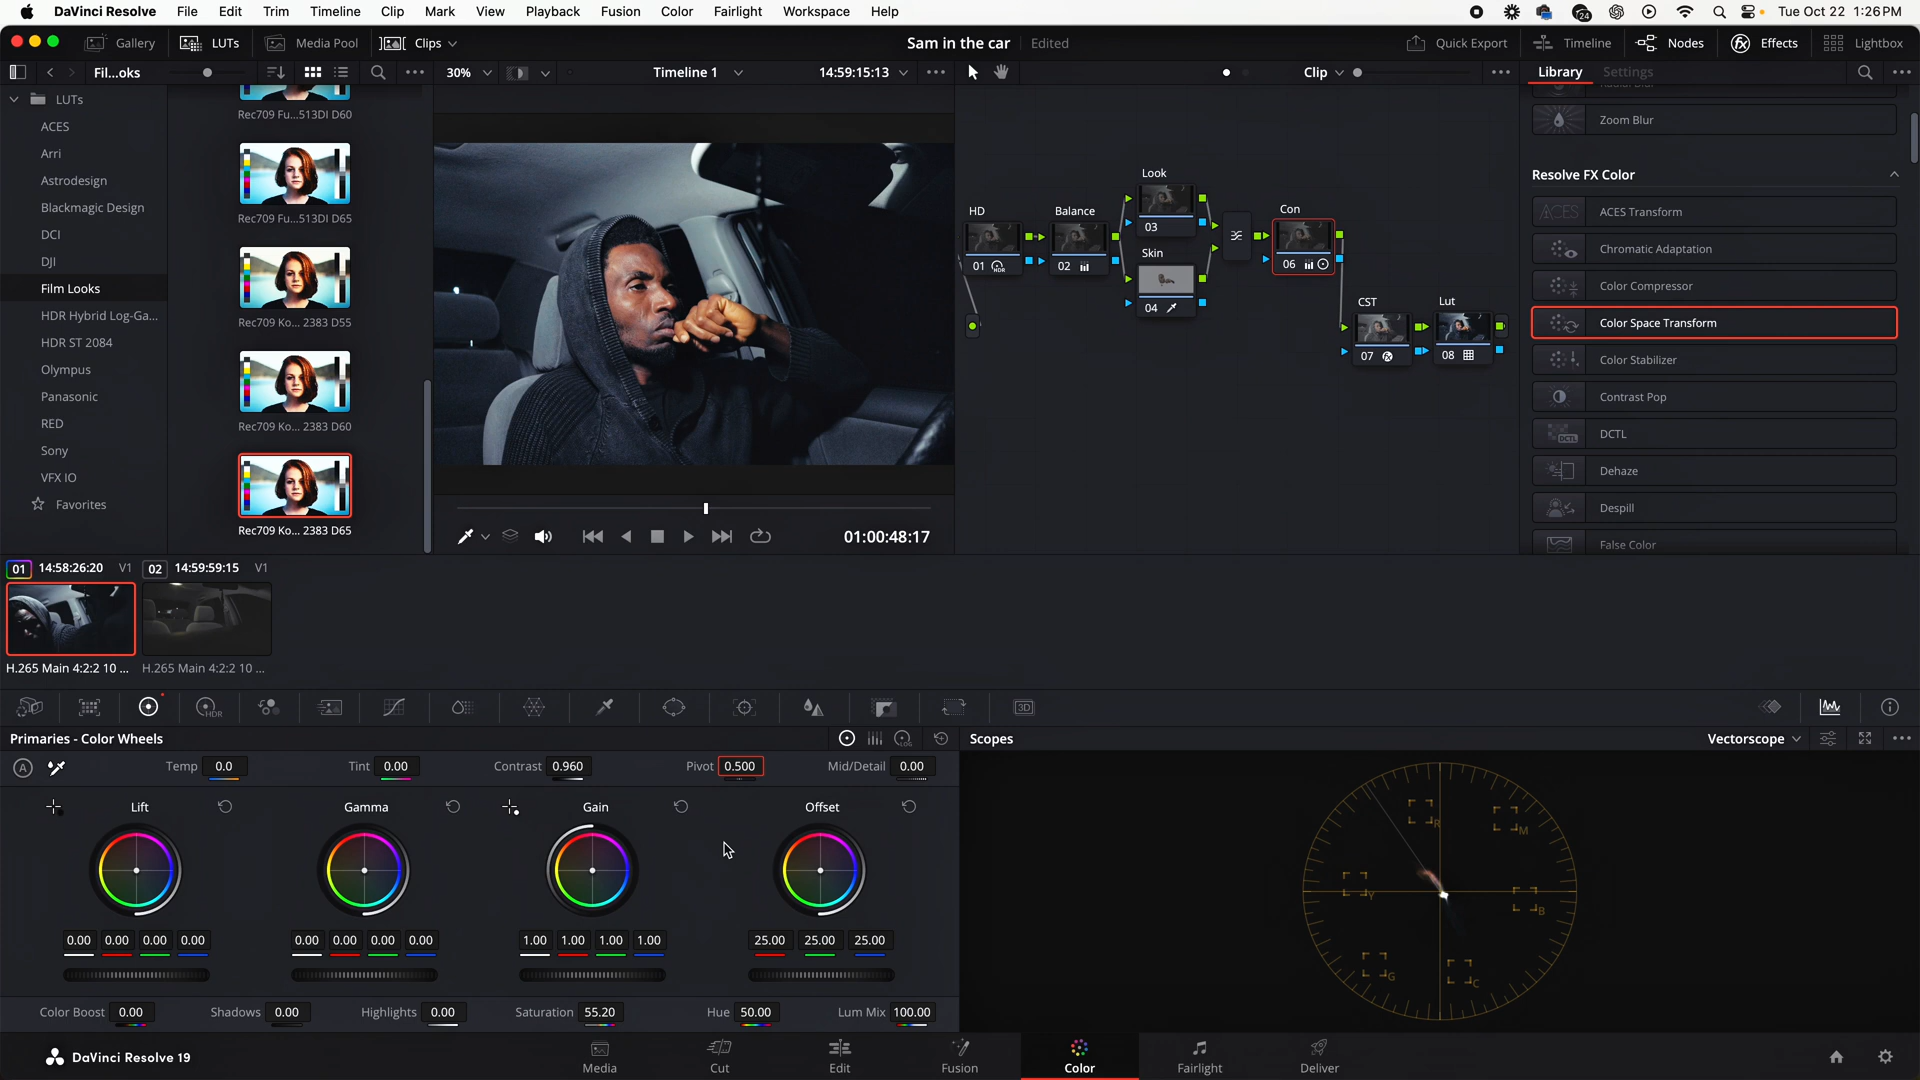 DaVinci Resolve File Edit Trim Timeline Clip Mark View Playback Fusion Color Fairlight Workspace Help 24 Tue Oct 22 1:26 PM
Gallery LUTs Media Pool Clips Sam in the car Edited Quick Export Timeline Nodes Effects Lightbox
Fil...oks 30% Timeline 1 14:59:15:13 Clip Library Settings
LUTs
ACES
Arri
Astrodesign
Blackmagic Design
DCI
DJI
Film Looks
HDR Hybrid Log-Ga...
HDR ST 2084
Olympus
Panasonic
RED
Sony
VFX IO
Favorites
Rec709 Fu...513DI D60
Rec709 Fu...513DI D65
Rec709 Ko... 2383 D55
Rec709 Ko... 2383 D60
Rec709 Ko... 2383 D65
01:00:48:17
HD
01 HDR
Balance
02
Look
03
Skin
04
Con
06
CST
07
Lut
08
Radial Blur
Zoom Blur
Resolve FX Color
ACES ACES Transform
Chromatic Adaptation
Color Compressor
Color Space Transform
Color Stabilizer
Contrast Pop
DCTL DCTL
Dehaze
Despill
False Color
01 14:58:26:20 V1 02 14:59:59:15 V1
H.265 Main 4:2:2 10 ... H.265 Main 4:2:2 10 ...
HDR 3D
Primaries - Color Wheels LOG Scopes Vectorscope
A Temp 0.0 Tint 0.00 Contrast 0.960 Pivot 0.500 Mid/Detail 0.00
Lift Gamma Gain Offset
0.00 0.00 0.00 0.00 0.00 0.00 0.00 0.00 1.00 1.00 1.00 1.00 25.00 25.00 25.00
Color Boost 0.00 Shadows 0.00 Highlights 0.00 Saturation 55.20 Hue 50.00 Lum Mix 100.00
R
M
Y
B
G
C
DaVinci Resolve 19 Media Cut Edit Fusion Color Fairlight Deliver